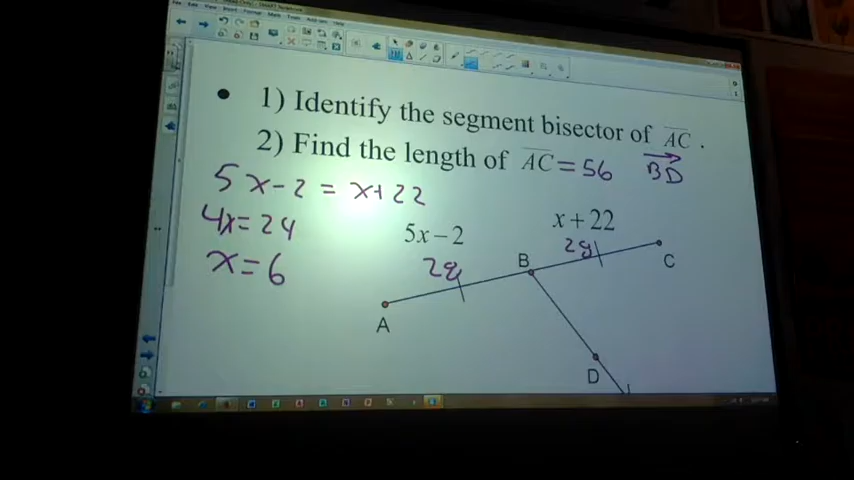 • 1) Identify the segment bisector of AC .
2) Find the length of AC = 56 BD
5x-2 = x+22
4x = 24
x = 6
5x-2
x+22
28
28
A
B
C
D